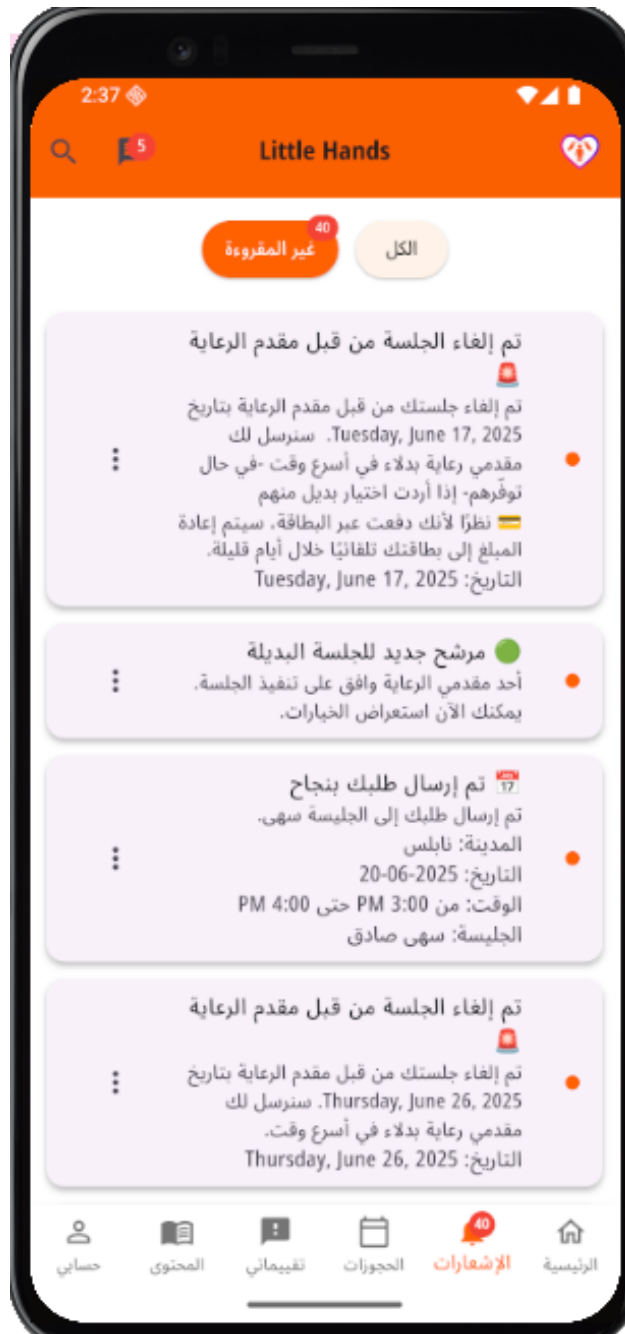 2:37
5
Little Hands
الكل
غير المقروءة
40
تم إلغاء الجلسة من قبل مقدم الرعاية
🚨
تم إلغاء جلستك من قبل مقدم الرعاية بتاريخ
Tuesday, June 17, 2025. سنرسل لك
مقدمي رعاية بدلاء في أسرع وقت -في حال
توفّرهم- إذا أردت اختيار بديل منهم
💳 نظرًا لأنك دفعت عبر البطاقة، سيتم إعادة
المبلغ إلى بطاقتك تلقائيًا خلال أيام قليلة.
التاريخ: Tuesday, June 17, 2025
🟢 مرشح جديد للجلسة البديلة
أحد مقدمي الرعاية وافق على تنفيذ الجلسة.
يمكنك الآن استعراض الخيارات.
📅 تم إرسال طلبك بنجاح
تم إرسال طلبك إلى الجليسة سهى.
المدينة: نابلس
التاريخ: 2025-06-20
الوقت: من 3:00 PM حتى 4:00 PM
الجليسة: سهى صادق
تم إلغاء الجلسة من قبل مقدم الرعاية
🚨
تم إلغاء جلستك من قبل مقدم الرعاية بتاريخ
Thursday, June 26, 2025. سنرسل لك
مقدمي رعاية بدلاء في أسرع وقت.
التاريخ: Thursday, June 26, 2025
الرئيسية
40
الإشعارات
الحجوزات
تقييماتي
المحتوى
حسابي